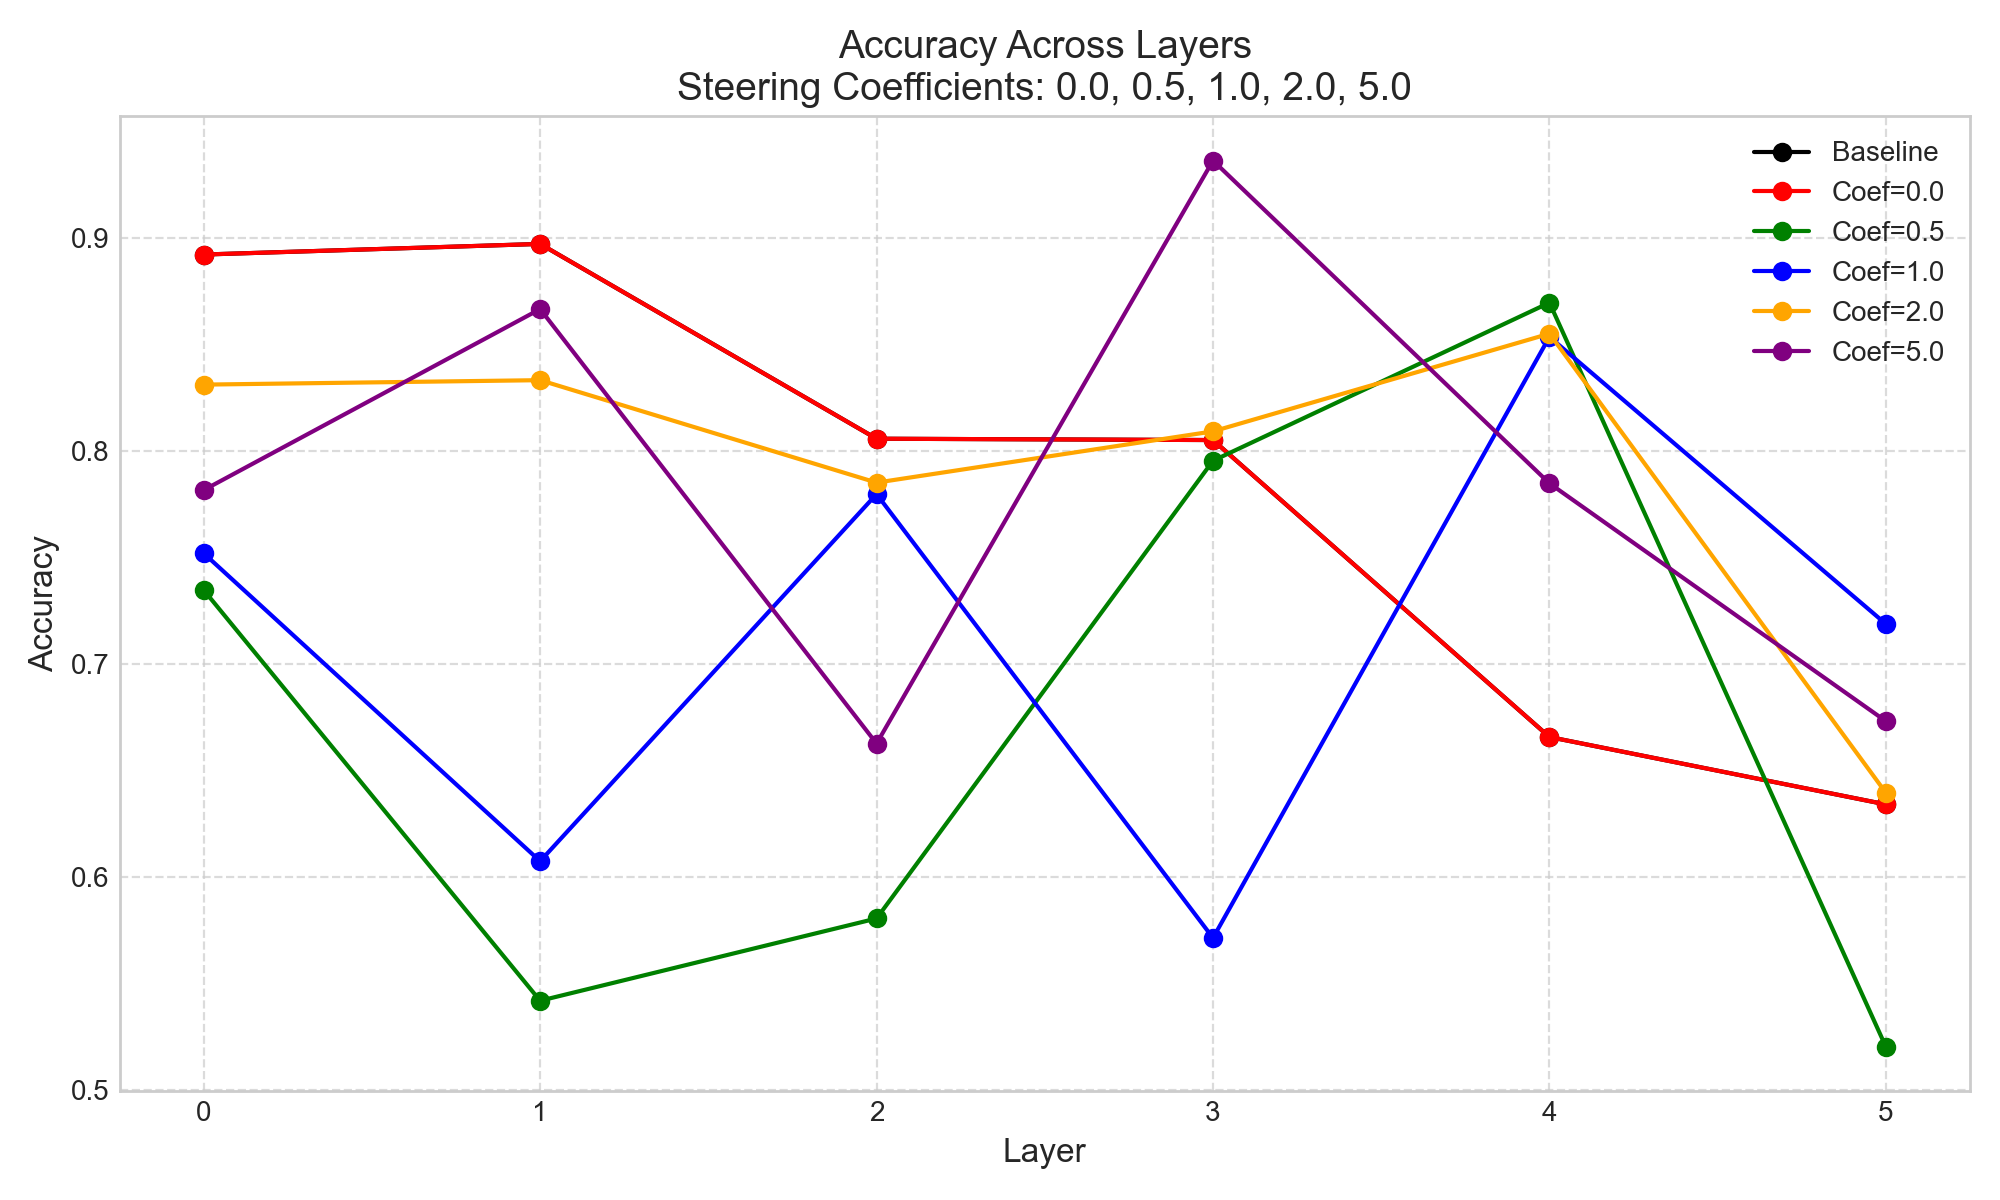 Accuracy Across Layers
Steering Coefficients: 0.0, 0.5, 1.0, 2.0, 5.0
Baseline
Coef=0.0
Coef=0.5
Coef=1.0
Coef=2.0
Coef=5.0
Accuracy
0.9
0.8
0.7
0.6
0.5
0 1 2 3 4 5
Layer